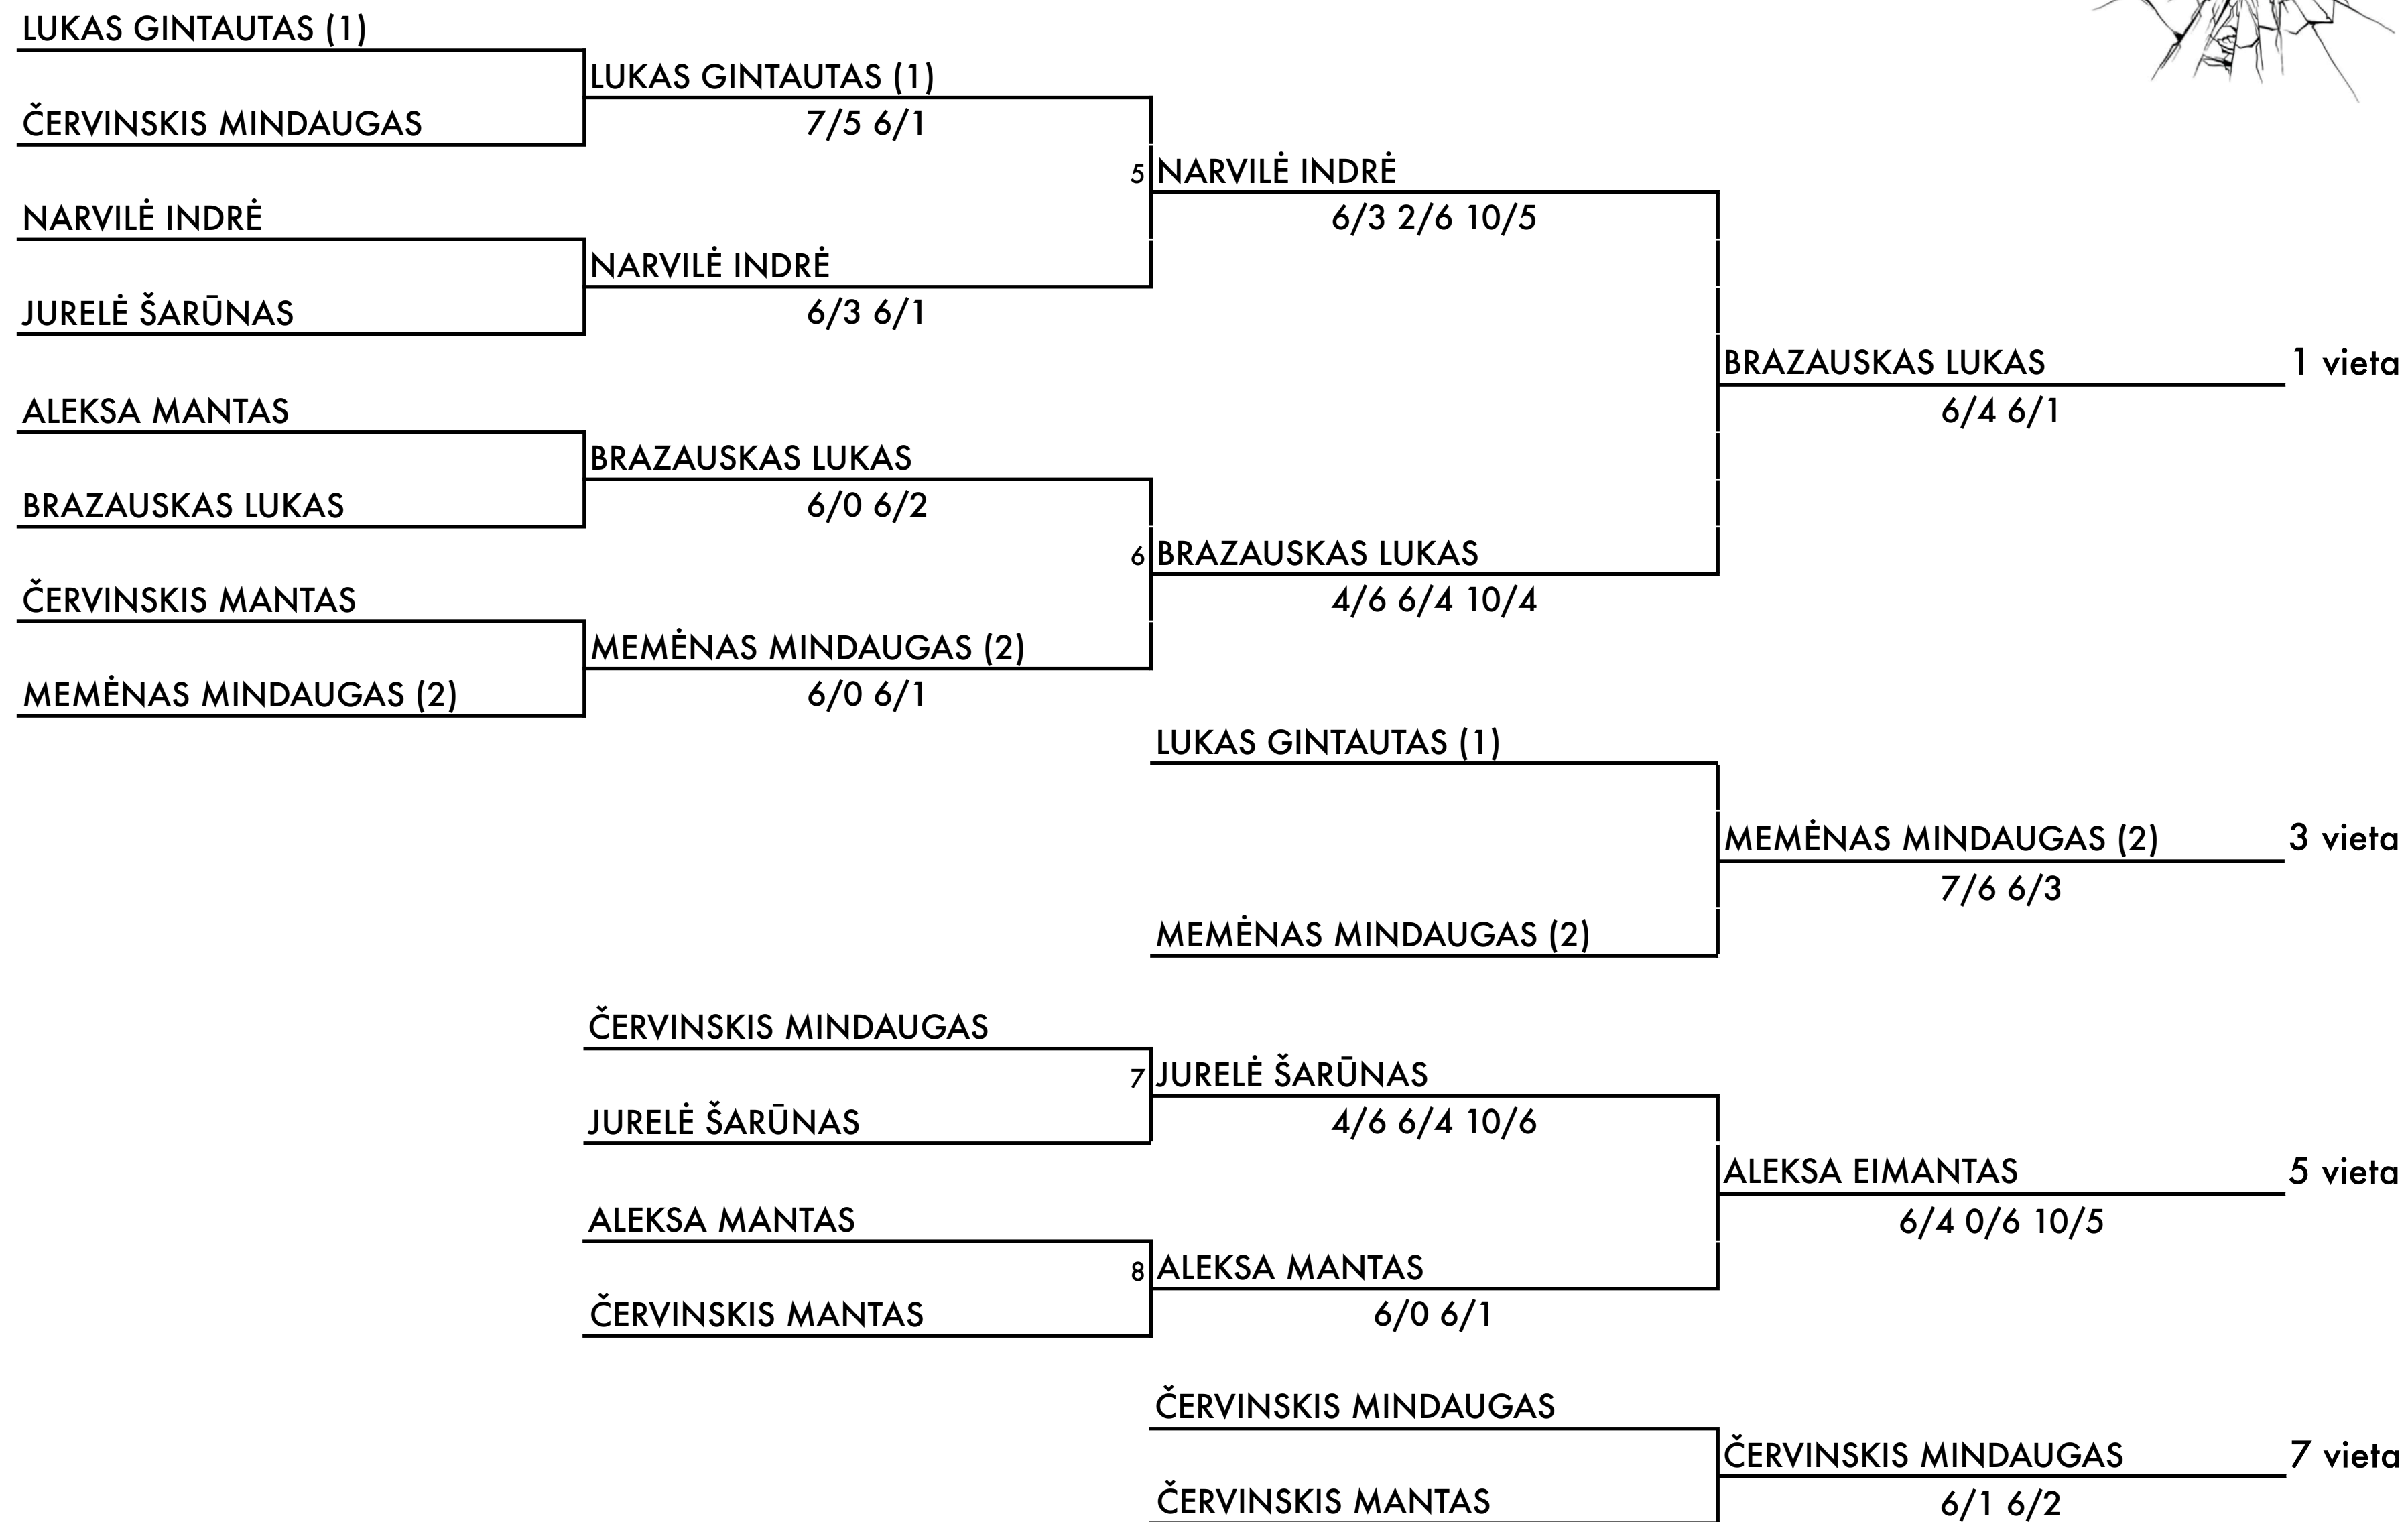 LUKAS GINTAUTAS (1)
LUKAS GINTAUTAS (1)
ČERVINSKIS MINDAUGAS
7/5 6/1
5 NARVILĖ INDRĖ
NARVILĖ INDRĖ
6/3 2/6 10/5
NARVILĖ INDRĖ
JURELĖ ŠARŪNAS
6/3 6/1
BRAZAUSKAS LUKAS
1 vieta
ALEKSA MANTAS
6/4 6/1
BRAZAUSKAS LUKAS
BRAZAUSKAS LUKAS
6/0 6/2
6 BRAZAUSKAS LUKAS
ČERVINSKIS MANTAS
4/6 6/4 10/4
MEMĖNAS MINDAUGAS (2)
MEMĖNAS MINDAUGAS (2)
6/0 6/1
LUKAS GINTAUTAS (1)
MEMĖNAS MINDAUGAS (2)
3 vieta
7/6 6/3
MEMĖNAS MINDAUGAS (2)
ČERVINSKIS MINDAUGAS
7 JURELĖ ŠARŪNAS
JURELĖ ŠARŪNAS
4/6 6/4 10/6
ALEKSA EIMANTAS
5 vieta
ALEKSA MANTAS
6/4 0/6 10/5
8 ALEKSA MANTAS
ČERVINSKIS MANTAS
6/0 6/1
ČERVINSKIS MINDAUGAS
ČERVINSKIS MINDAUGAS
7 vieta
ČERVINSKIS MANTAS
6/1 6/2